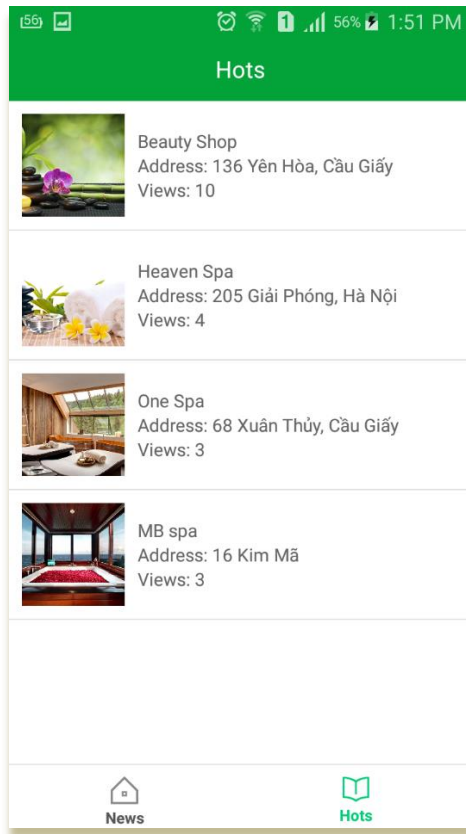 56 1 56% 1:51 PM
Hots
Beauty Shop
Address: 136 Yên Hòa, Cầu Giấy
Views: 10
Heaven Spa
Address: 205 Giải Phóng, Hà Nội
Views: 4
One Spa
Address: 68 Xuân Thủy, Cầu Giấy
Views: 3
MB spa
Address: 16 Kim Mã
Views: 3
News Hots